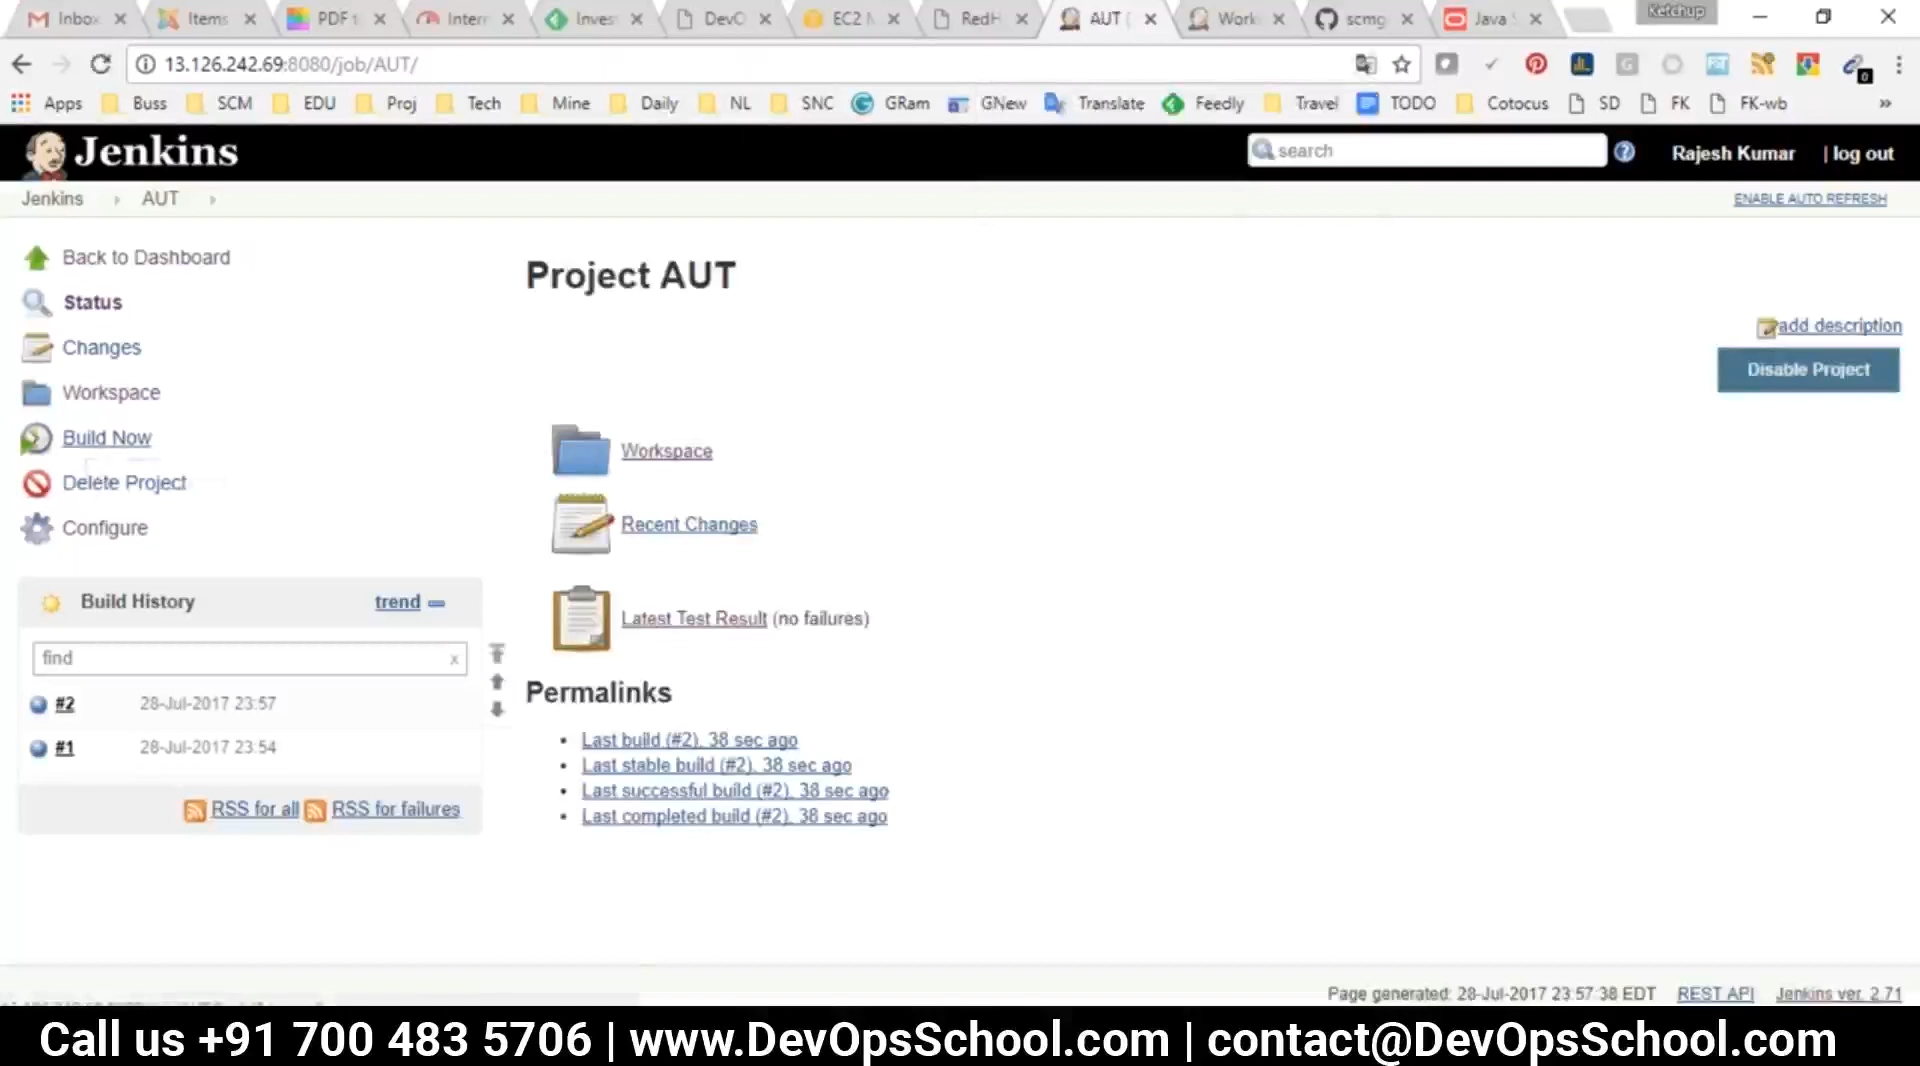 Inbox
Items
PDF t
Intern
Inves
DevO
EC2 M
RedH
AUT (
Work
scmg
Java
Ketchup
13.126.242.69:8080/job/AUT/
Apps Buss SCM EDU Proj Tech Mine Daily NL SNC GRam GNew Translate Feedly Travel TODO Cotocus SD FK FK-wb »
Jenkins
search
Rajesh Kumar | log out
Jenkins AUT
ENABLE AUTO REFRESH
Back to Dashboard
Status
Changes
Workspace
Build Now
Delete Project
Configure
Project AUT
add description
Disable Project
Workspace
Recent Changes
Latest Test Result (no failures)
Build History trend
find x
#2 28-Jul-2017 23:57
#1 28-Jul-2017 23:54
RSS for all RSS for failures
Permalinks
• Last build (#2), 38 sec ago
• Last stable build (#2), 38 sec ago
• Last successful build (#2), 38 sec ago
• Last completed build (#2), 38 sec ago
Page generated: 28-Jul-2017 23:57:38 EDT REST API Jenkins ver. 2.71
Call us +91 700 483 5706 | www.DevOpsSchool.com | contact@DevOpsSchool.com